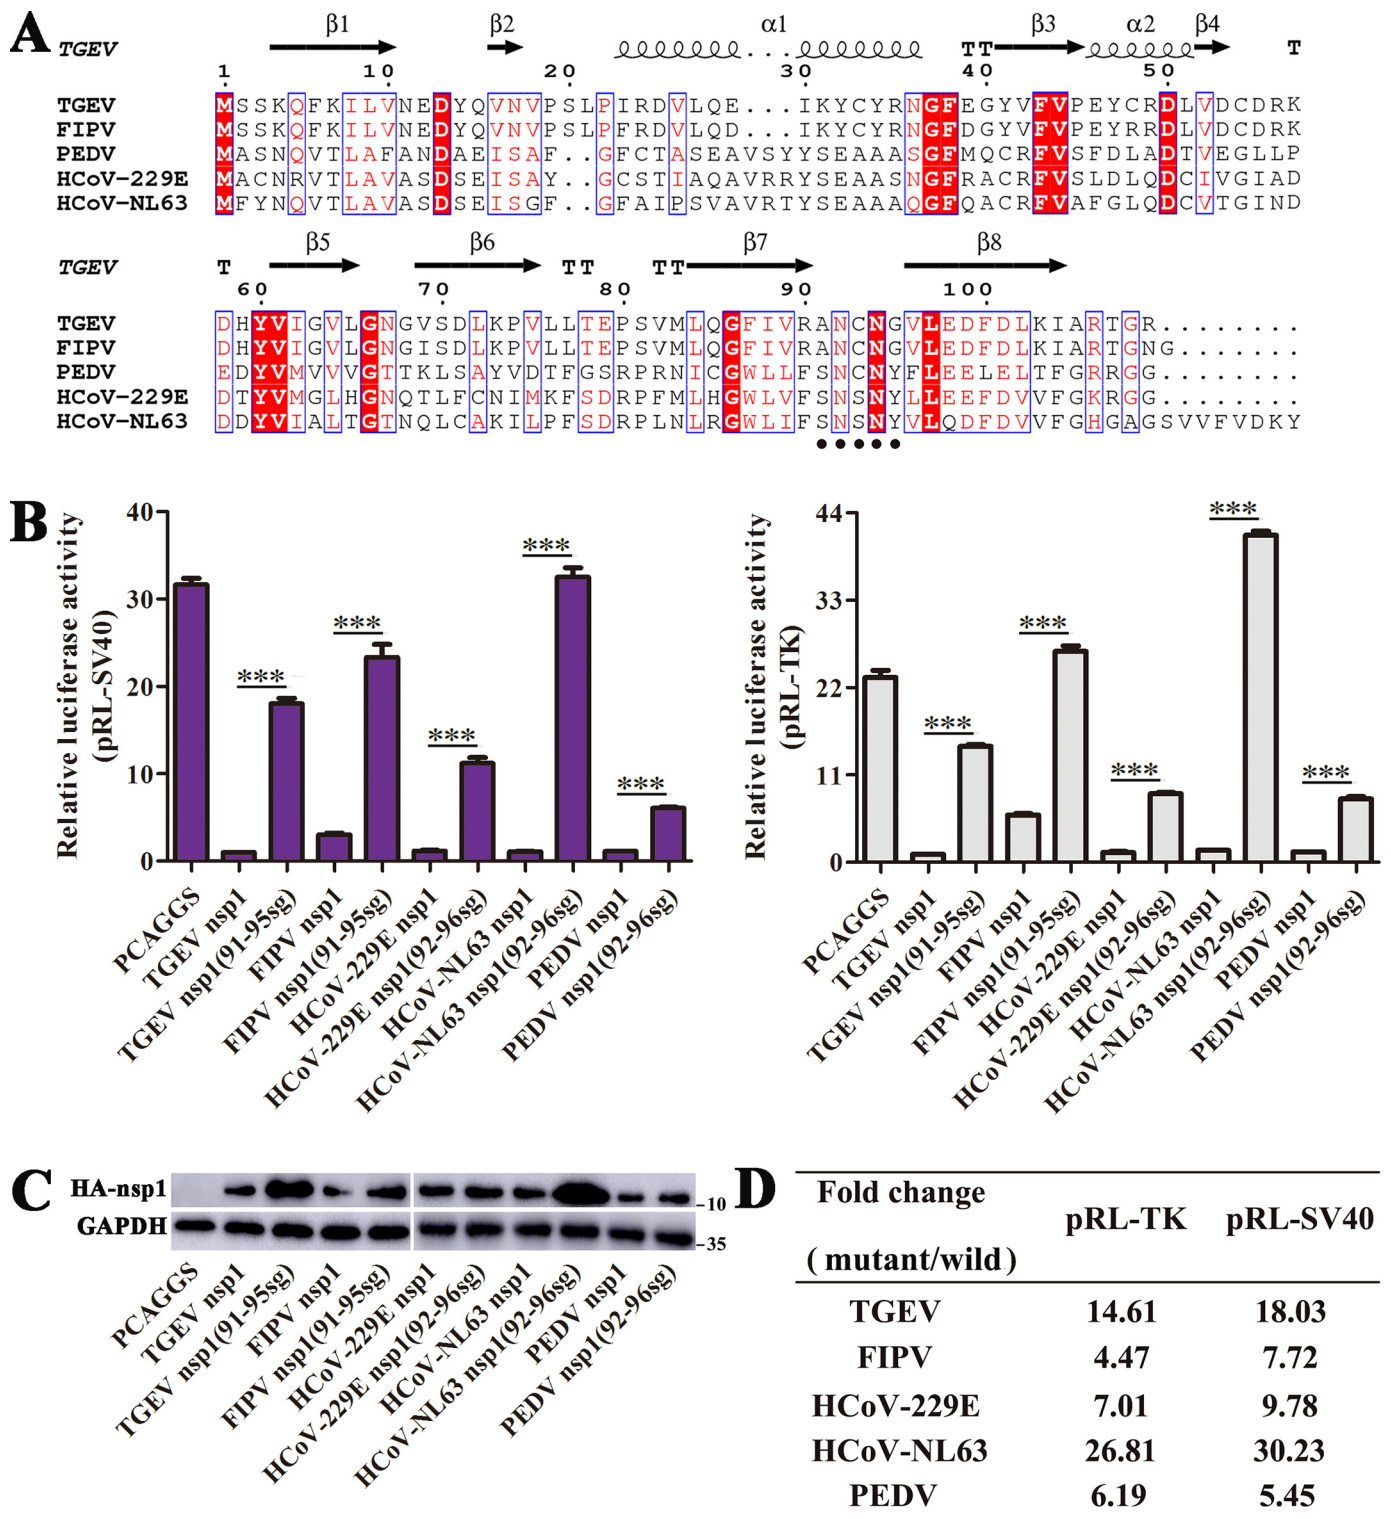 A
β1 β2 α1 β3 α2 β4
TGEV TT T
1 10 20 30 40 50
TGEV MSSKQFKILVNEDYQVNVPSLPIRDVLQE...IKYCYRNGFEGYVFVPEYCRDLVDCDRK
FIPV MSSKQFKILVNEDYQVNVPSLPFRDVLQD...IKYCYRNGFDGYVFVPEYRRDLVDCDRK
PEDV MASNQVTLAFANDAEISAF..GFCTASEAVSYYSEAAASGFMQCRFVSFDLADTVEGLLP
HCoV-229E MACNRVTLAVASDSEISAY..GCSTIAQAVRRYSEAASNGFRACRFVSLDLQDCIVGIAD
HCoV-NL63 MFYNQVTLAVASDSEISGF..GFAIPSVAVRTYSEAAAQGFQACRFVAFGLQDCVTGIND
β5 β6 β7 β8
TGEV T TT TT
60 70 80 90 100
TGEV DHYVIGVLGNGVSDLKPVLLTEPSVMLQGFIVRANCNGVLEDFDLKIARTGR........
FIPV DHYVIGVLGNGISDLKPVLLTEPSVMLQGFIVRANCNGVLEDFDLKIARTGNG.......
PEDV EDYVMVVVGTTKLSAYVDTFGSRPRNICGWLLFSNCNYFLEELELTFGRRGG........
HCoV-229E DTYVMGLHGNQTLFCNIMKFSDRPFMLHGWLVFSNSNYLLEEFDVVFGKRGG........
HCoV-NL63 DDYVIALTGTNQLCAKILPFSDRPLNLRGWLIFSNSNYVLQDFDVVFGHGAGSVVFVDKY
B
Relative luciferase activity
(pRL-SV40)
40
30
20
10
0
*** *** *** *** ***
PCAGGS
TGEV nsp1
TGEV nsp1(91-95sg)
FIPV nsp1
FIPV nsp1(91-95sg)
HCoV-229E nsp1
HCoV-229E nsp1(92-96sg)
HCoV-NL63 nsp1
HCoV-NL63 nsp1(92-96sg)
PEDV nsp1
PEDV nsp1(92-96sg)
Relative luciferase activity
(pRL-TK)
44
33
22
11
0
*** *** *** *** ***
PCAGGS
TGEV nsp1
TGEV nsp1(91-95sg)
FIPV nsp1
FIPV nsp1(91-95sg)
HCoV-229E nsp1
HCoV-229E nsp1(92-96sg)
HCoV-NL63 nsp1
HCoV-NL63 nsp1(92-96sg)
PEDV nsp1
PEDV nsp1(92-96sg)
C
HA-nsp1 -10
GAPDH -35
PCAGGS
TGEV nsp1
TGEV nsp1(91-95sg)
FIPV nsp1
FIPV nsp1(91-95sg)
HCoV-229E nsp1
HCoV-229E nsp1(92-96sg)
HCoV-NL63 nsp1
HCoV-NL63 nsp1(92-96sg)
PEDV nsp1
PEDV nsp1(92-96sg)
D
Fold change
( mutant/wild ) pRL-TK pRL-SV40
TGEV 14.61 18.03
FIPV 4.47 7.72
HCoV-229E 7.01 9.78
HCoV-NL63 26.81 30.23
PEDV 6.19 5.45